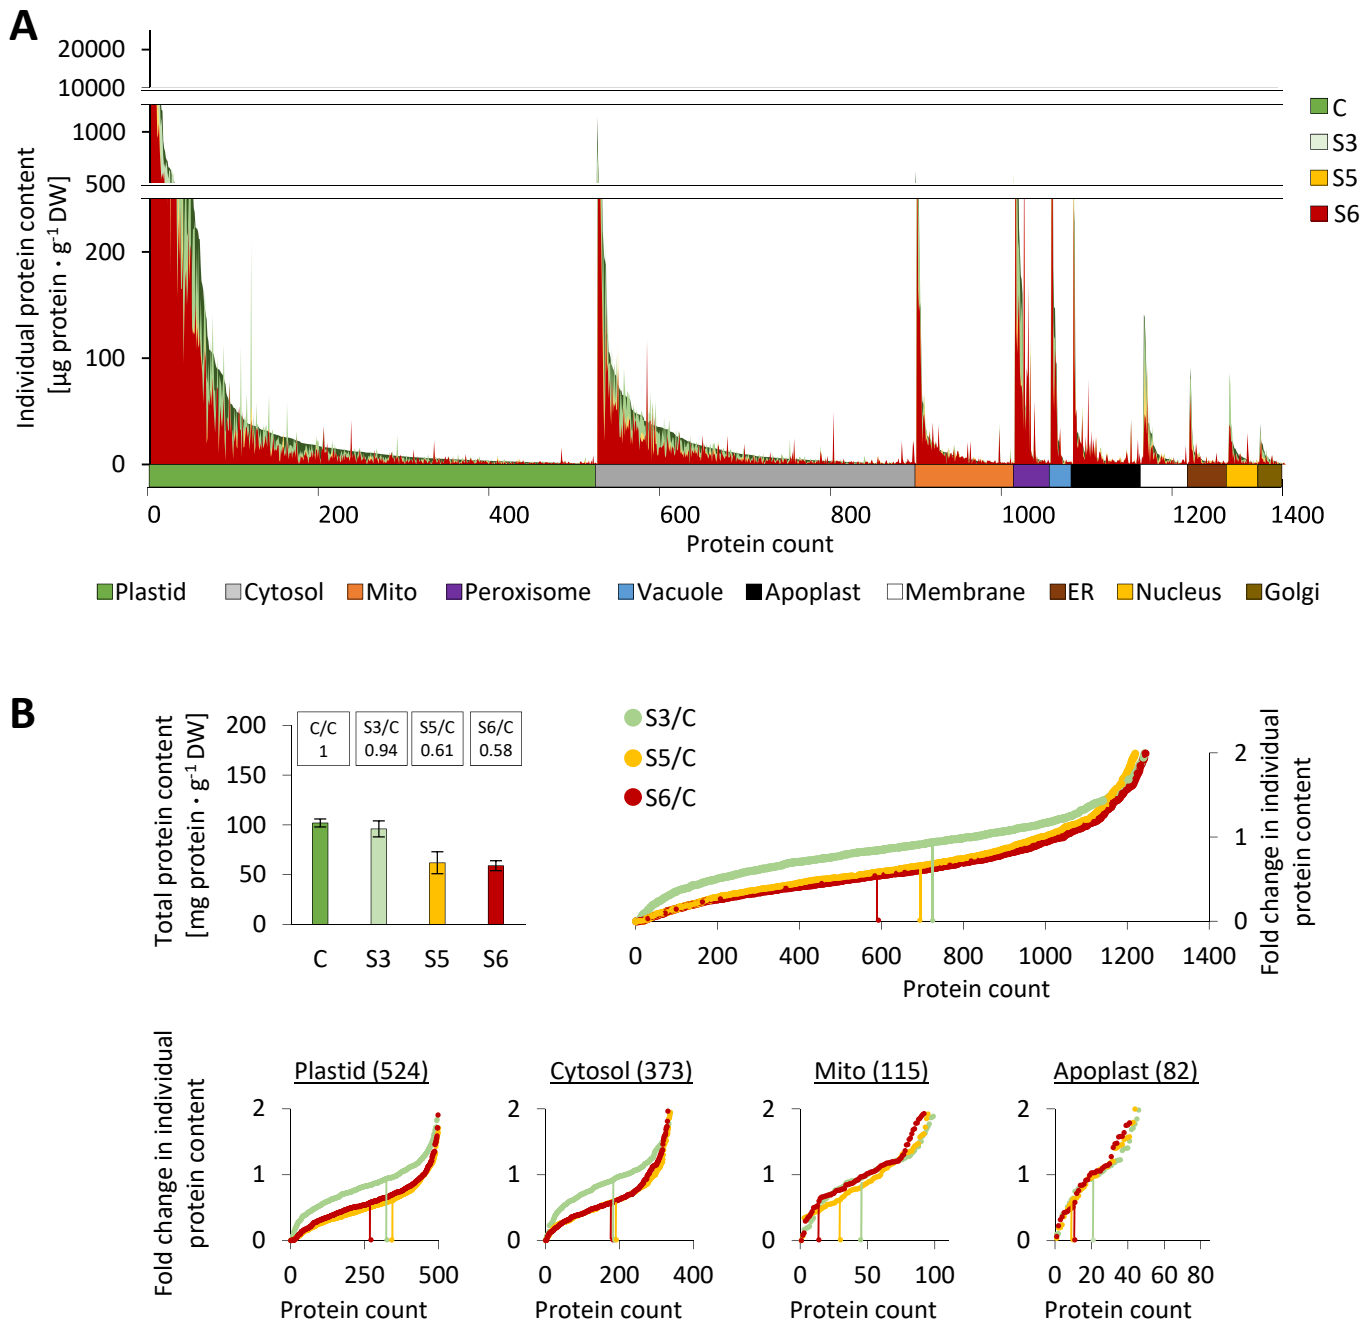 A
20000
10000
1000
500
200
100
0
Individual protein content
[µg protein · g-1 DW]
C
S3
S5
S6
0 200 400 600 800 1000 1200 1400
Protein count
Plastid Cytosol Mito Peroxisome Vacuole Apoplast Membrane ER Nucleus Golgi
B
Total protein content
[mg protein · g-1 DW]
200
150
100
50
0
C/C
1
S3/C
0.94
S5/C
0.61
S6/C
0.58
C S3 S5 S6
S3/C
S5/C
S6/C
2
1
0
Fold change in individual
protein content
0 200 400 600 800 1000 1200 1400
Protein count
Fold change in individual
protein content
Plastid (524)
2
1
0
0 250 500
Protein count
Cytosol (373)
2
1
0
0 200 400
Protein count
Mito (115)
2
1
0
0 50 100
Protein count
Apoplast (82)
2
1
0
0 20 40 60 80
Protein count